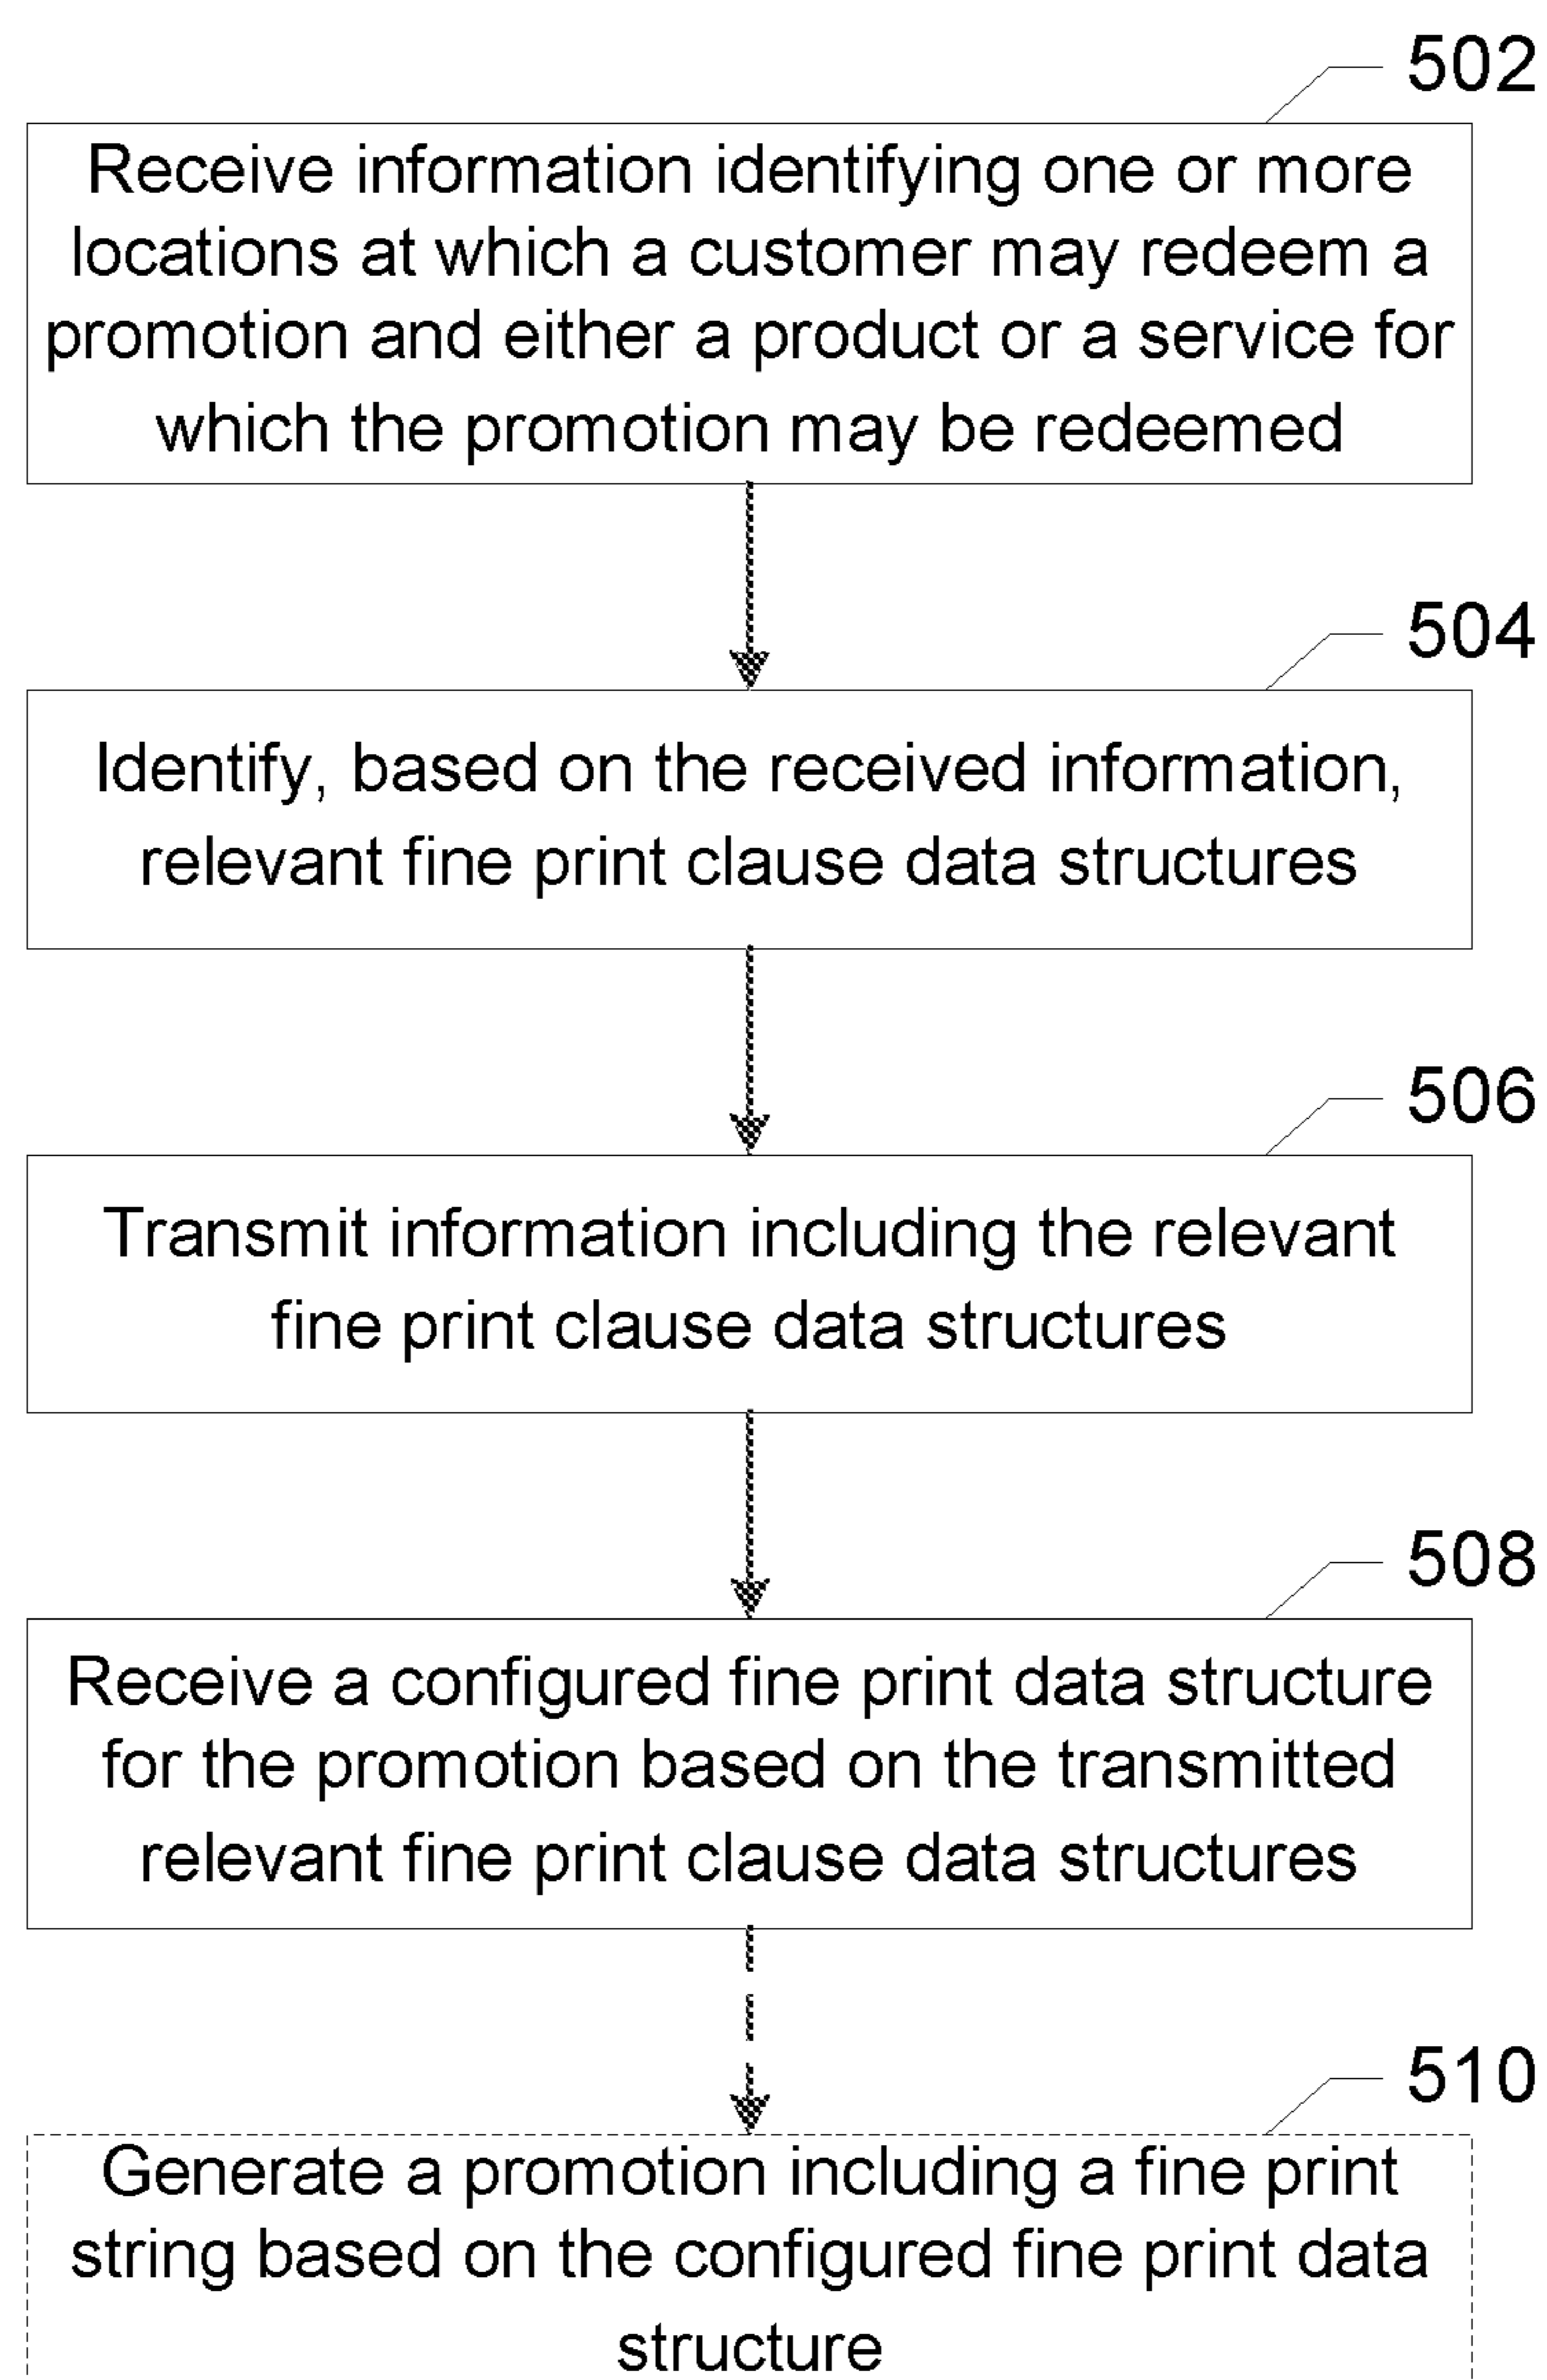 502
Receive information identifying one or more
locations at which a customer may redeem a
promotion and either a product or a service for
which the promotion may be redeemed
504
Identify, based on the received information,
relevant fine print clause data structures
506
Transmit information including the relevant
fine print clause data structures
508
Receive a configured fine print data structure
for the promotion based on the transmitted
relevant fine print clause data structures
510
Generate a promotion including a fine print
string based on the configured fine print data
structure